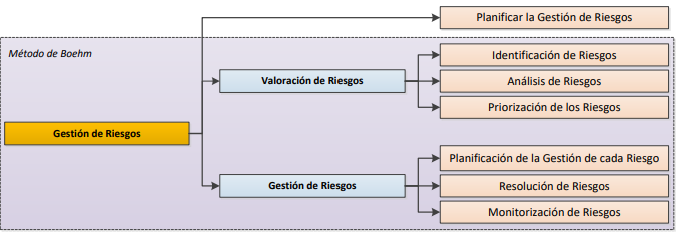 Planificar la Gestión de Riesgos
Método de Boehm
Identificación de Riesgos
Valoración de Riesgos
Análisis de Riesgos
Priorización de los Riesgos
Gestión de Riesgos
Planificación de la Gestión de cada Riesgo
Gestión de Riesgos
Resolución de Riesgos
Monitorización de Riesgos